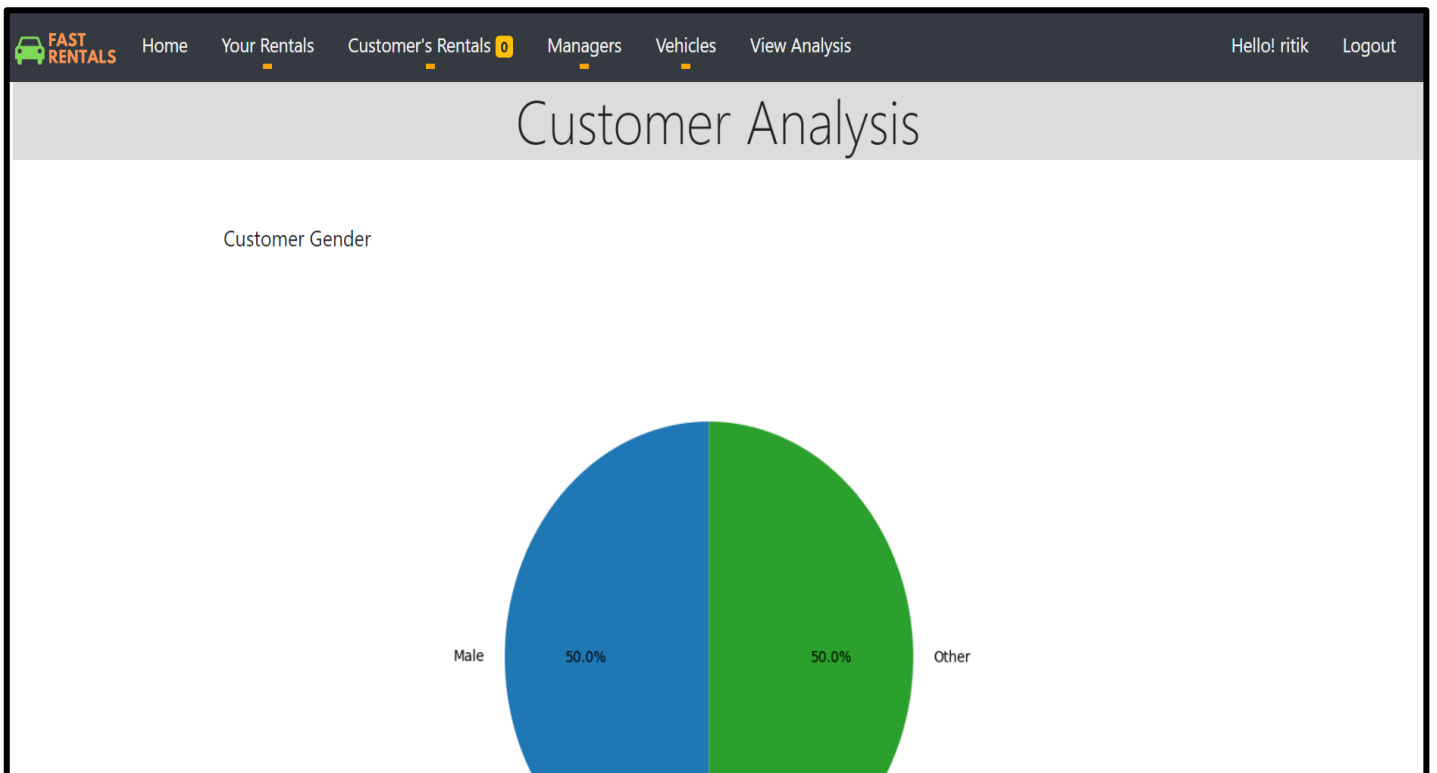 FAST
RENTALS
Home Your Rentals Customer's Rentals 0 Managers Vehicles View Analysis Hello! ritik Logout
Customer Analysis
Customer Gender
Male 50.0% 50.0% Other